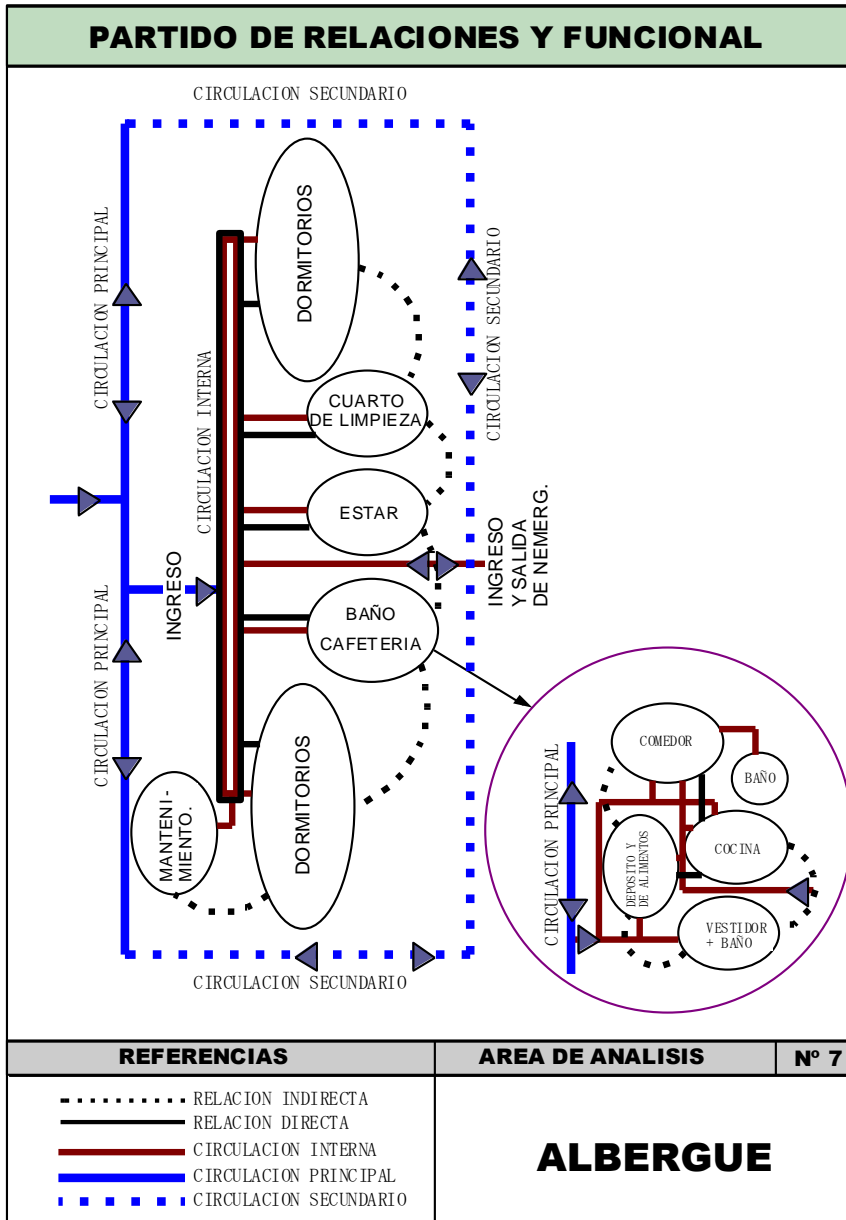 PARTIDO DE RELACIONES Y FUNCIONAL
CIRCULACION SECUNDARIO
CIRCULACION PRINCIPAL
CIRCULACION INTERNA
DORMITORIOS
CIRCULACION SECUNDARIO
CUARTO
DE LIMPIEZA
ESTAR
INGRESO
INGRESO
Y SALIDA
DE NEMERG.
BAÑO
CAFETERIA
CIRCULACION PRINCIPAL
MANTENI-
MIENTO.
DORMITORIOS
CIRCULACION SECUNDARIO
CIRCULACION PRINCIPAL
COMEDOR
BAÑO
COCINA
DEPOSITO Y
DE ALIMENTOS
VESTIDOR
+ BAÑO
REFERENCIAS
AREA DE ANALISIS
Nº 7
RELACION INDIRECTA
RELACION DIRECTA
CIRCULACION INTERNA
CIRCULACION PRINCIPAL
CIRCULACION SECUNDARIO
ALBERGUE